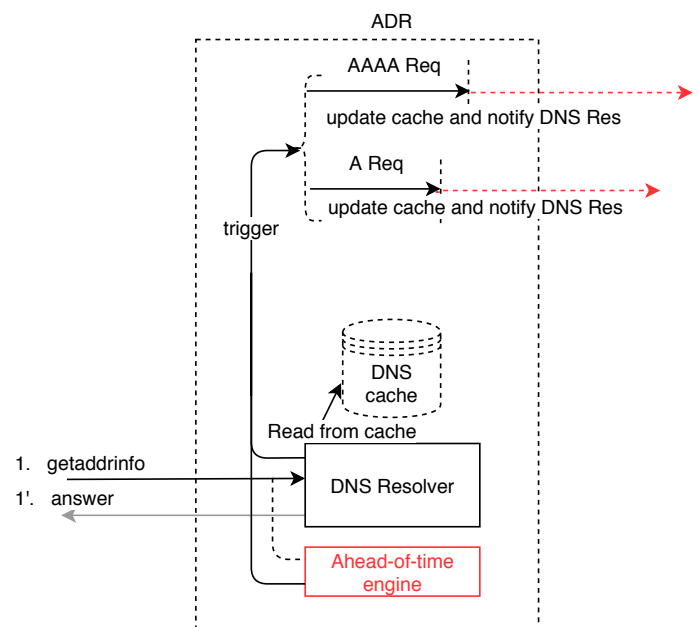 ADR
AAAA Req
update cache and notify DNS Res
A Req
update cache and notify DNS Res
trigger
DNS
cache
Read from cache
1. getaddrinfo
DNS Resolver
1'. answer
Ahead-of-time
engine